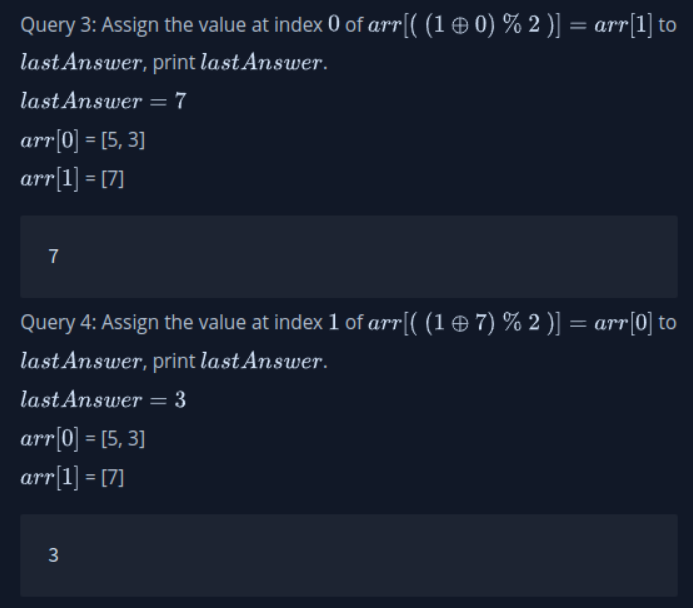 Query 3: Assign the value at index 0 of arr[( (1 ⊕ 0) % 2 )] = arr[1] to
lastAnswer, print lastAnswer.
lastAnswer = 7
arr[0] = [5, 3]
arr[1] = [7]
7
Query 4: Assign the value at index 1 of arr[( (1 ⊕ 7) % 2 )] = arr[0] to
lastAnswer, print lastAnswer.
lastAnswer = 3
arr[0] = [5, 3]
arr[1] = [7]
3